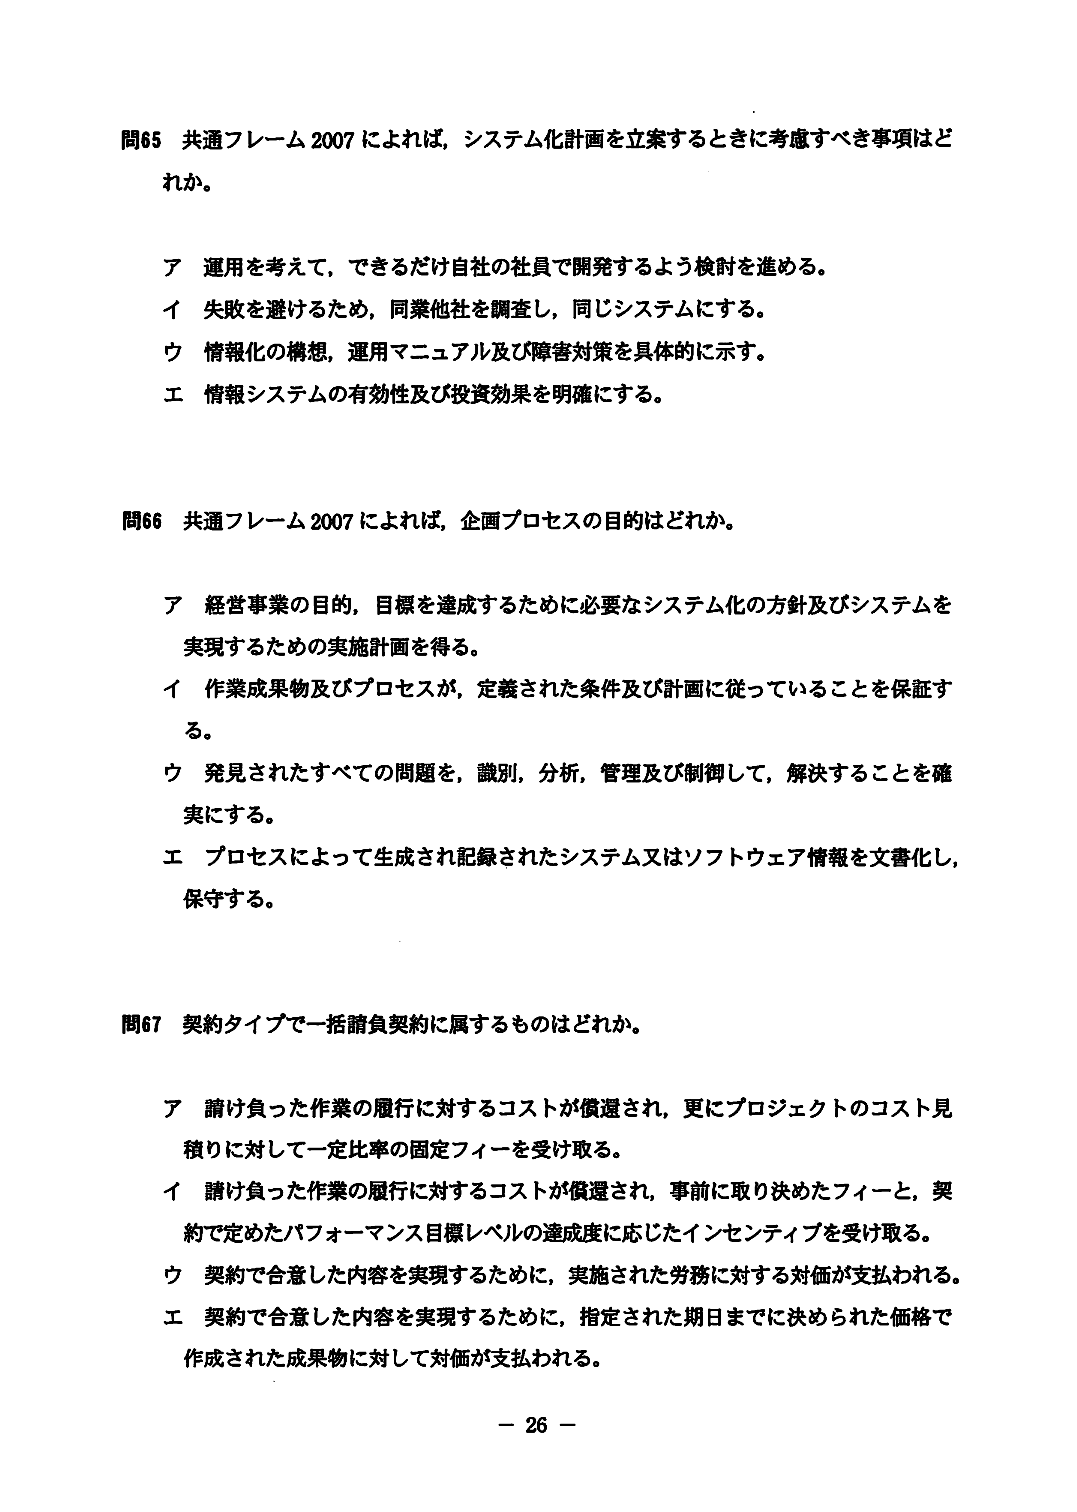 問65　共通フレーム 2007 によれば，システム化計画を立案するときに考慮すべき事項はど
れか。
ア　運用を考えて，できるだけ自社の社員で開発するよう検討を進める。
イ　失敗を避けるため，同業他社を調査し，同じシステムにする。
ウ　情報化の構想，運用マニュアル及び障害対策を具体的に示す。
エ　情報システムの有効性及び投資効果を明確にする。
問66　共通フレーム 2007 によれば，企画プロセスの目的はどれか。
ア　経営事業の目的，目標を達成するために必要なシステム化の方針及びシステムを
実現するための実施計画を得る。
イ　作業成果物及びプロセスが，定義された条件及び計画に従っていることを保証す
る。
ウ　発見されたすべての問題を，識別，分析，管理及び制御して，解決することを確
実にする。
エ　プロセスによって生成され記録されたシステム又はソフトウェア情報を文書化し，
保守する。
問67　契約タイプで一括請負契約に属するものはどれか。
ア　請け負った作業の履行に対するコストが償還され，更にプロジェクトのコスト見
積りに対して一定比率の固定フィーを受け取る。
イ　請け負った作業の履行に対するコストが償還され，事前に取り決めたフィーと，契
約で定めたパフォーマンス目標レベルの達成度に応じたインセンティブを受け取る。
ウ　契約で合意した内容を実現するために，実施された労務に対する対価が支払われる。
エ　契約で合意した内容を実現するために，指定された期日までに決められた価格で
作成された成果物に対して対価が支払われる。
－ 26 －